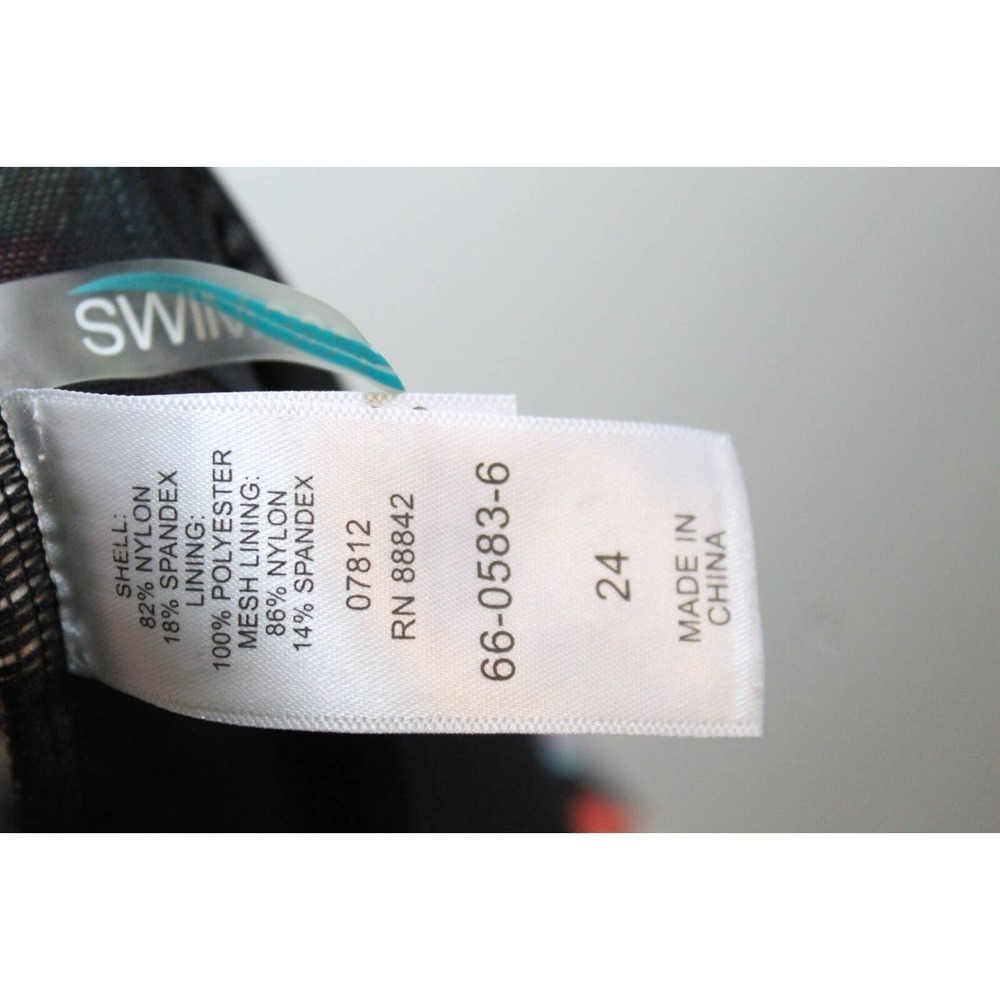 SHELL:
82% NYLON
18% SPANDEX
LINING:
100% POLYESTER
MESH LINING:
86% NYLON
14% SPANDEX
07812
RN 88842
66-0583-6
24
MADE IN
CHINA